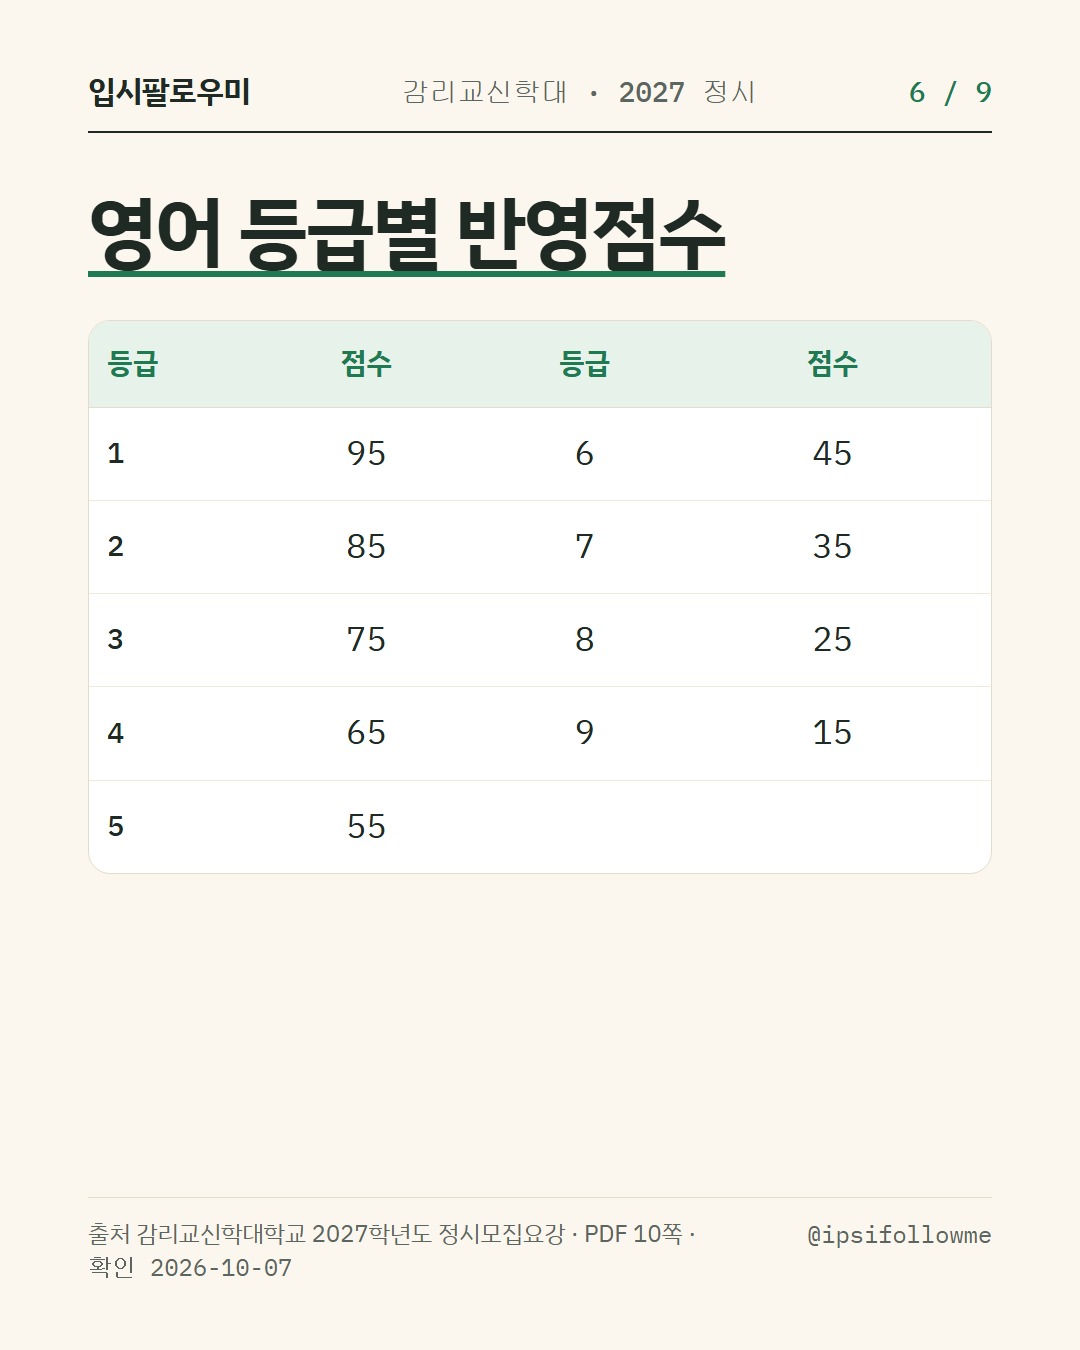 입시팔로우미 감리교신학대 · 2027 정시 6 / 9
영어 등급별 반영점수
등급 점수 등급 점수
1 95 6 45
2 85 7 35
3 75 8 25
4 65 9 15
5 55
출처 감리교신학대학교 2027학년도 정시모집요강 · PDF 10쪽 · @ipsifollowme
확인 2026-10-07